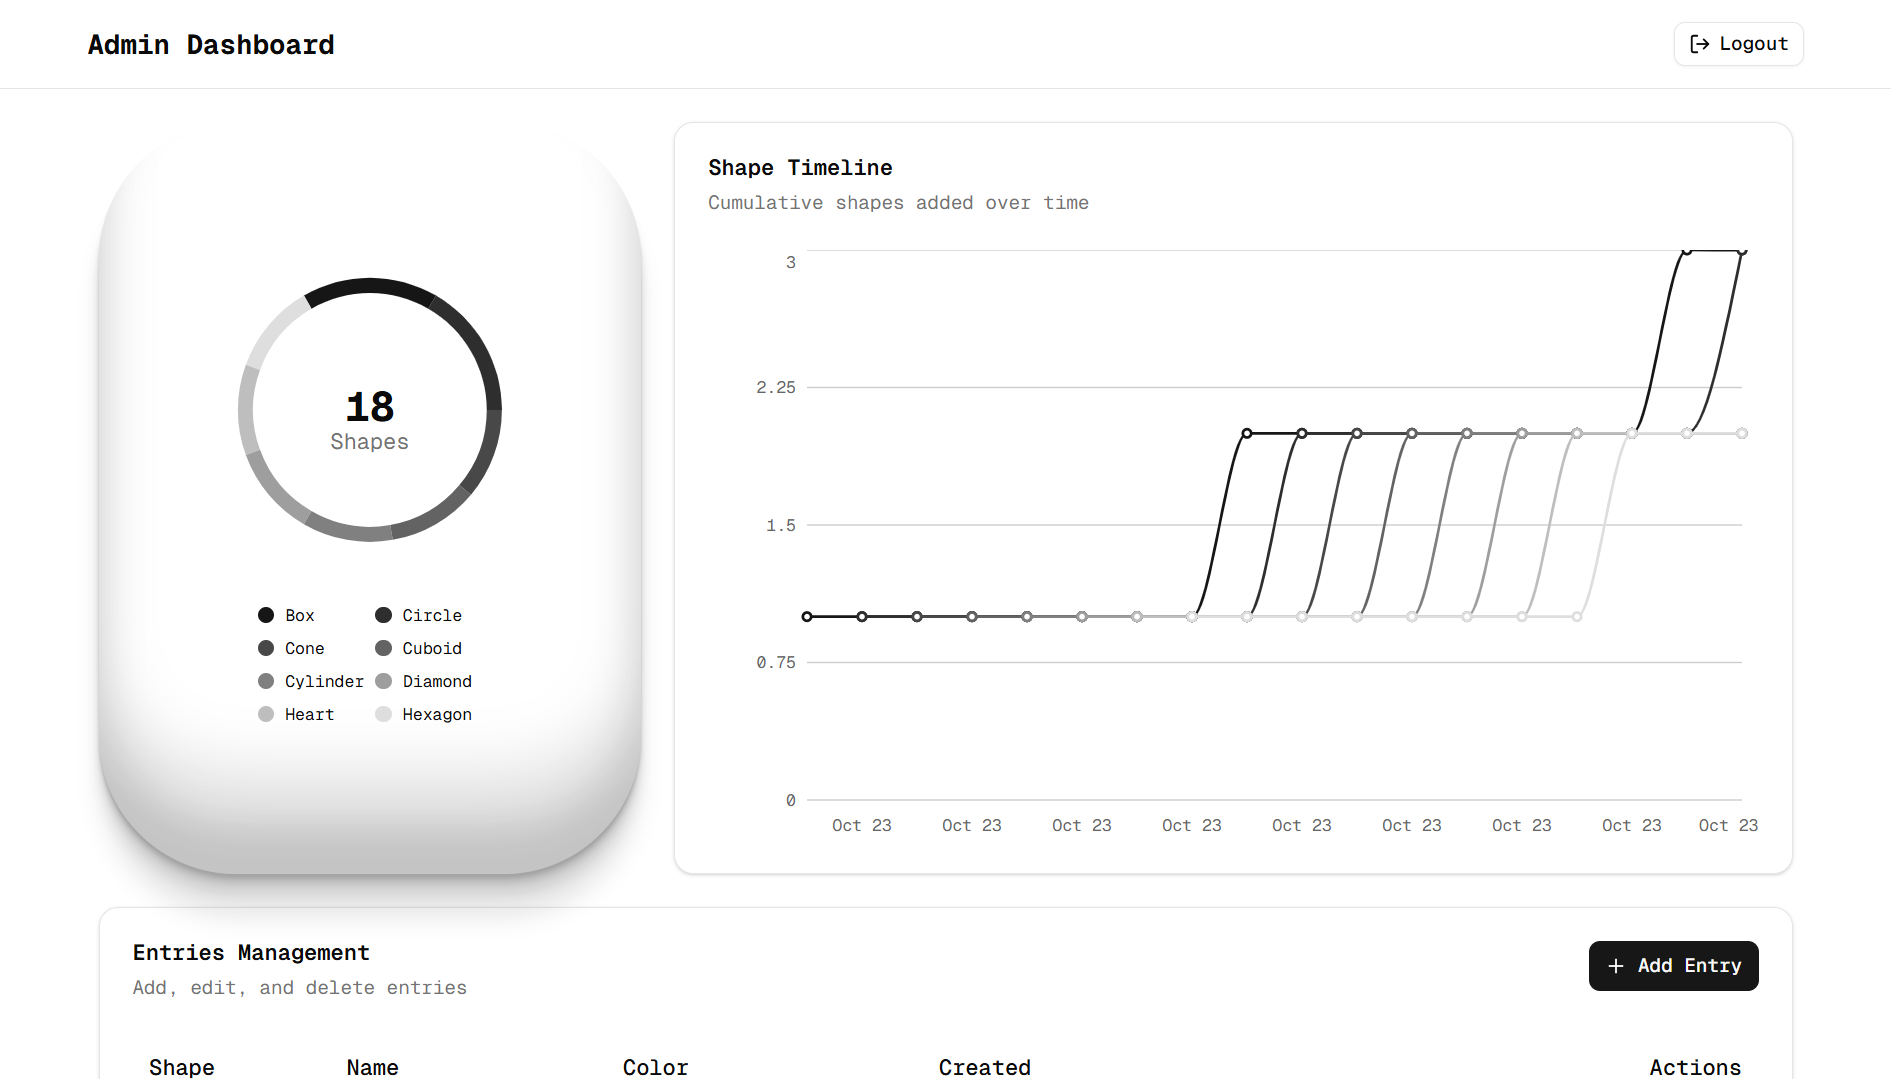 Admin Dashboard
Logout
18
Shapes
Box
Circle
Cone
Cuboid
Cylinder
Diamond
Heart
Hexagon
Shape Timeline
Cumulative shapes added over time
3
2.25
1.5
0.75
0
Oct 23 Oct 23 Oct 23 Oct 23 Oct 23 Oct 23 Oct 23 Oct 23 Oct 23
Entries Management
Add, edit, and delete entries
Add Entry
Shape Name Color Created Actions